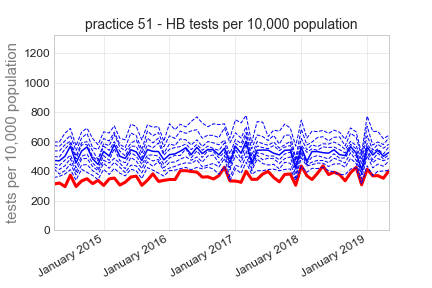 practice 51 - HB tests per 10,000 population
tests per 10,000 population
1200
1000
800
600
400
200
0
January 2015
January 2016
January 2017
January 2018
January 2019